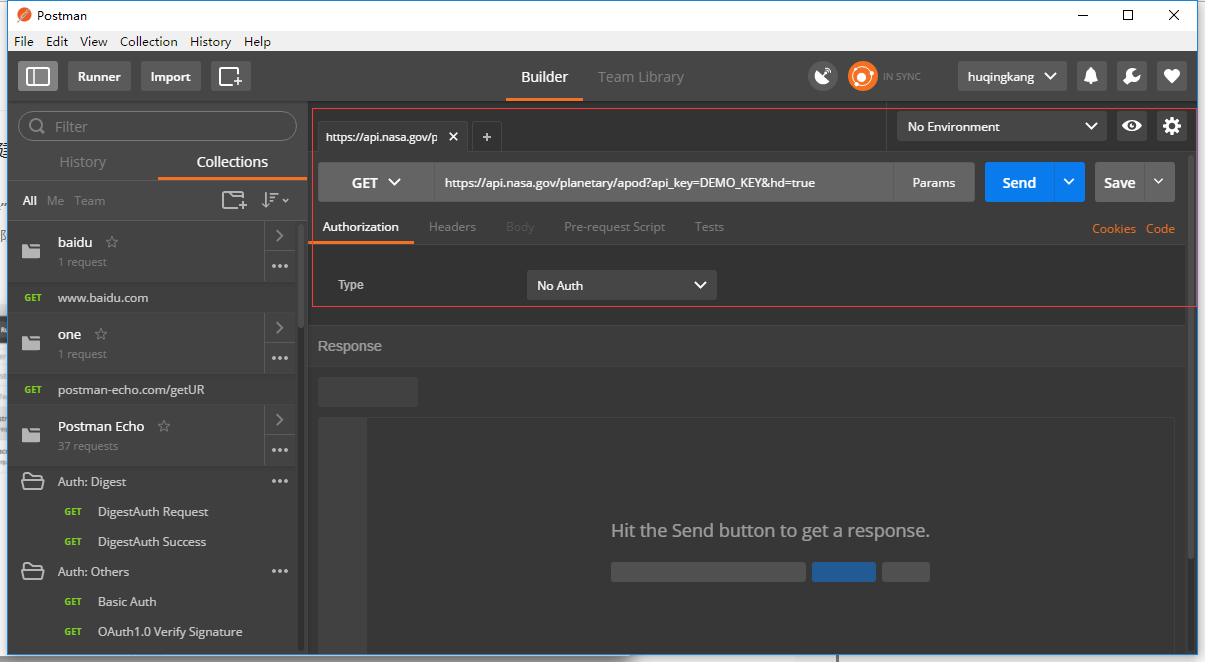 Postman
File Edit View Collection History Help
Runner Import Builder Team Library IN SYNC huqingkang
Filter
History Collections
All Me Team
baidu
1 request
GET www.baidu.com
one
1 request
GET postman-echo.com/getUR
Postman Echo
37 requests
Auth: Digest
GET DigestAuth Request
GET DigestAuth Success
Auth: Others
GET Basic Auth
GET OAuth1.0 Verify Signature
https://api.nasa.gov/p
No Environment
GET https://api.nasa.gov/planetary/apod?api_key=DEMO_KEY&hd=true Params Send Save
Authorization Headers Body Pre-request Script Tests Cookies Code
Type No Auth
Response
Hit the Send button to get a response.